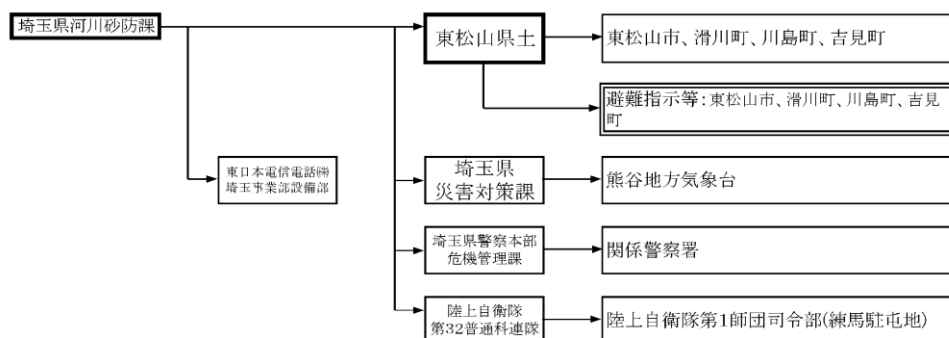 埼玉県河川砂防課
東松山県土
東松山市、滑川町、川島町、吉見町
避難指示等:東松山市、滑川町、川島町、吉見
町
東日本電信電話㈱
埼玉事業部設備部
埼玉県
災害対策課
熊谷地方気象台
埼玉県警察本部
危機管理課
関係警察署
陸上自衛隊
第32普通科連隊
陸上自衛隊第1師団司令部(練馬駐屯地)